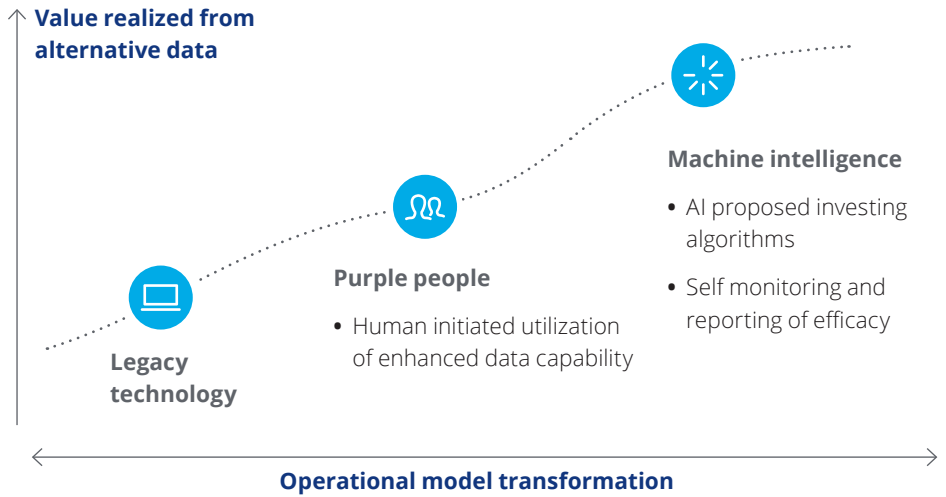 Value realized from
alternative data
Machine intelligence
• AI proposed investing
algorithms
• Self monitoring and
reporting of efficacy
Purple people
• Human initiated utilization
of enhanced data capability
Legacy
technology
Operational model transformation